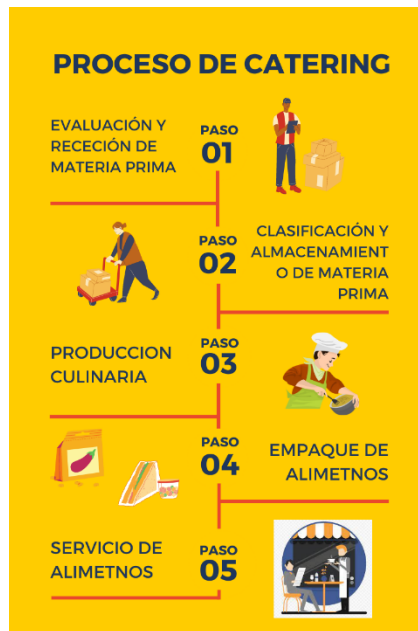 PROCESO DE CATERING
EVALUACIÓN Y
RECECIÓN DE
MATERIA PRIMA
PASO
01
PASO
02
CLASIFICACIÓN Y
ALMACENAMIENT
O DE MATERIA
PRIMA
PRODUCCION
CULINARIA
PASO
03
PASO
04
EMPAQUE DE
ALIMETNOS
SERVICIO DE
ALIMETNOS
PASO
05